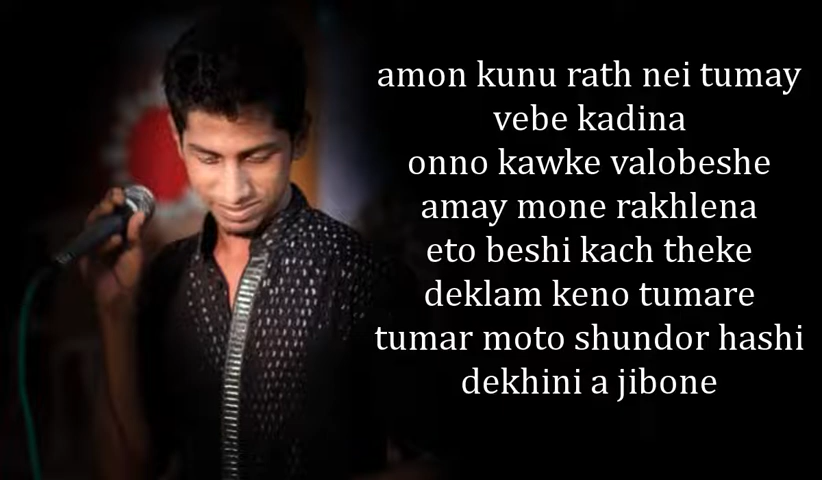 amon kunu rath nei tumay
vebe kadina
onno kawke valobeshe
amay mone rakhlena
eto beshi kach theke
deklam keno tumare
tumar moto shundor hashi
dekhini a jibone